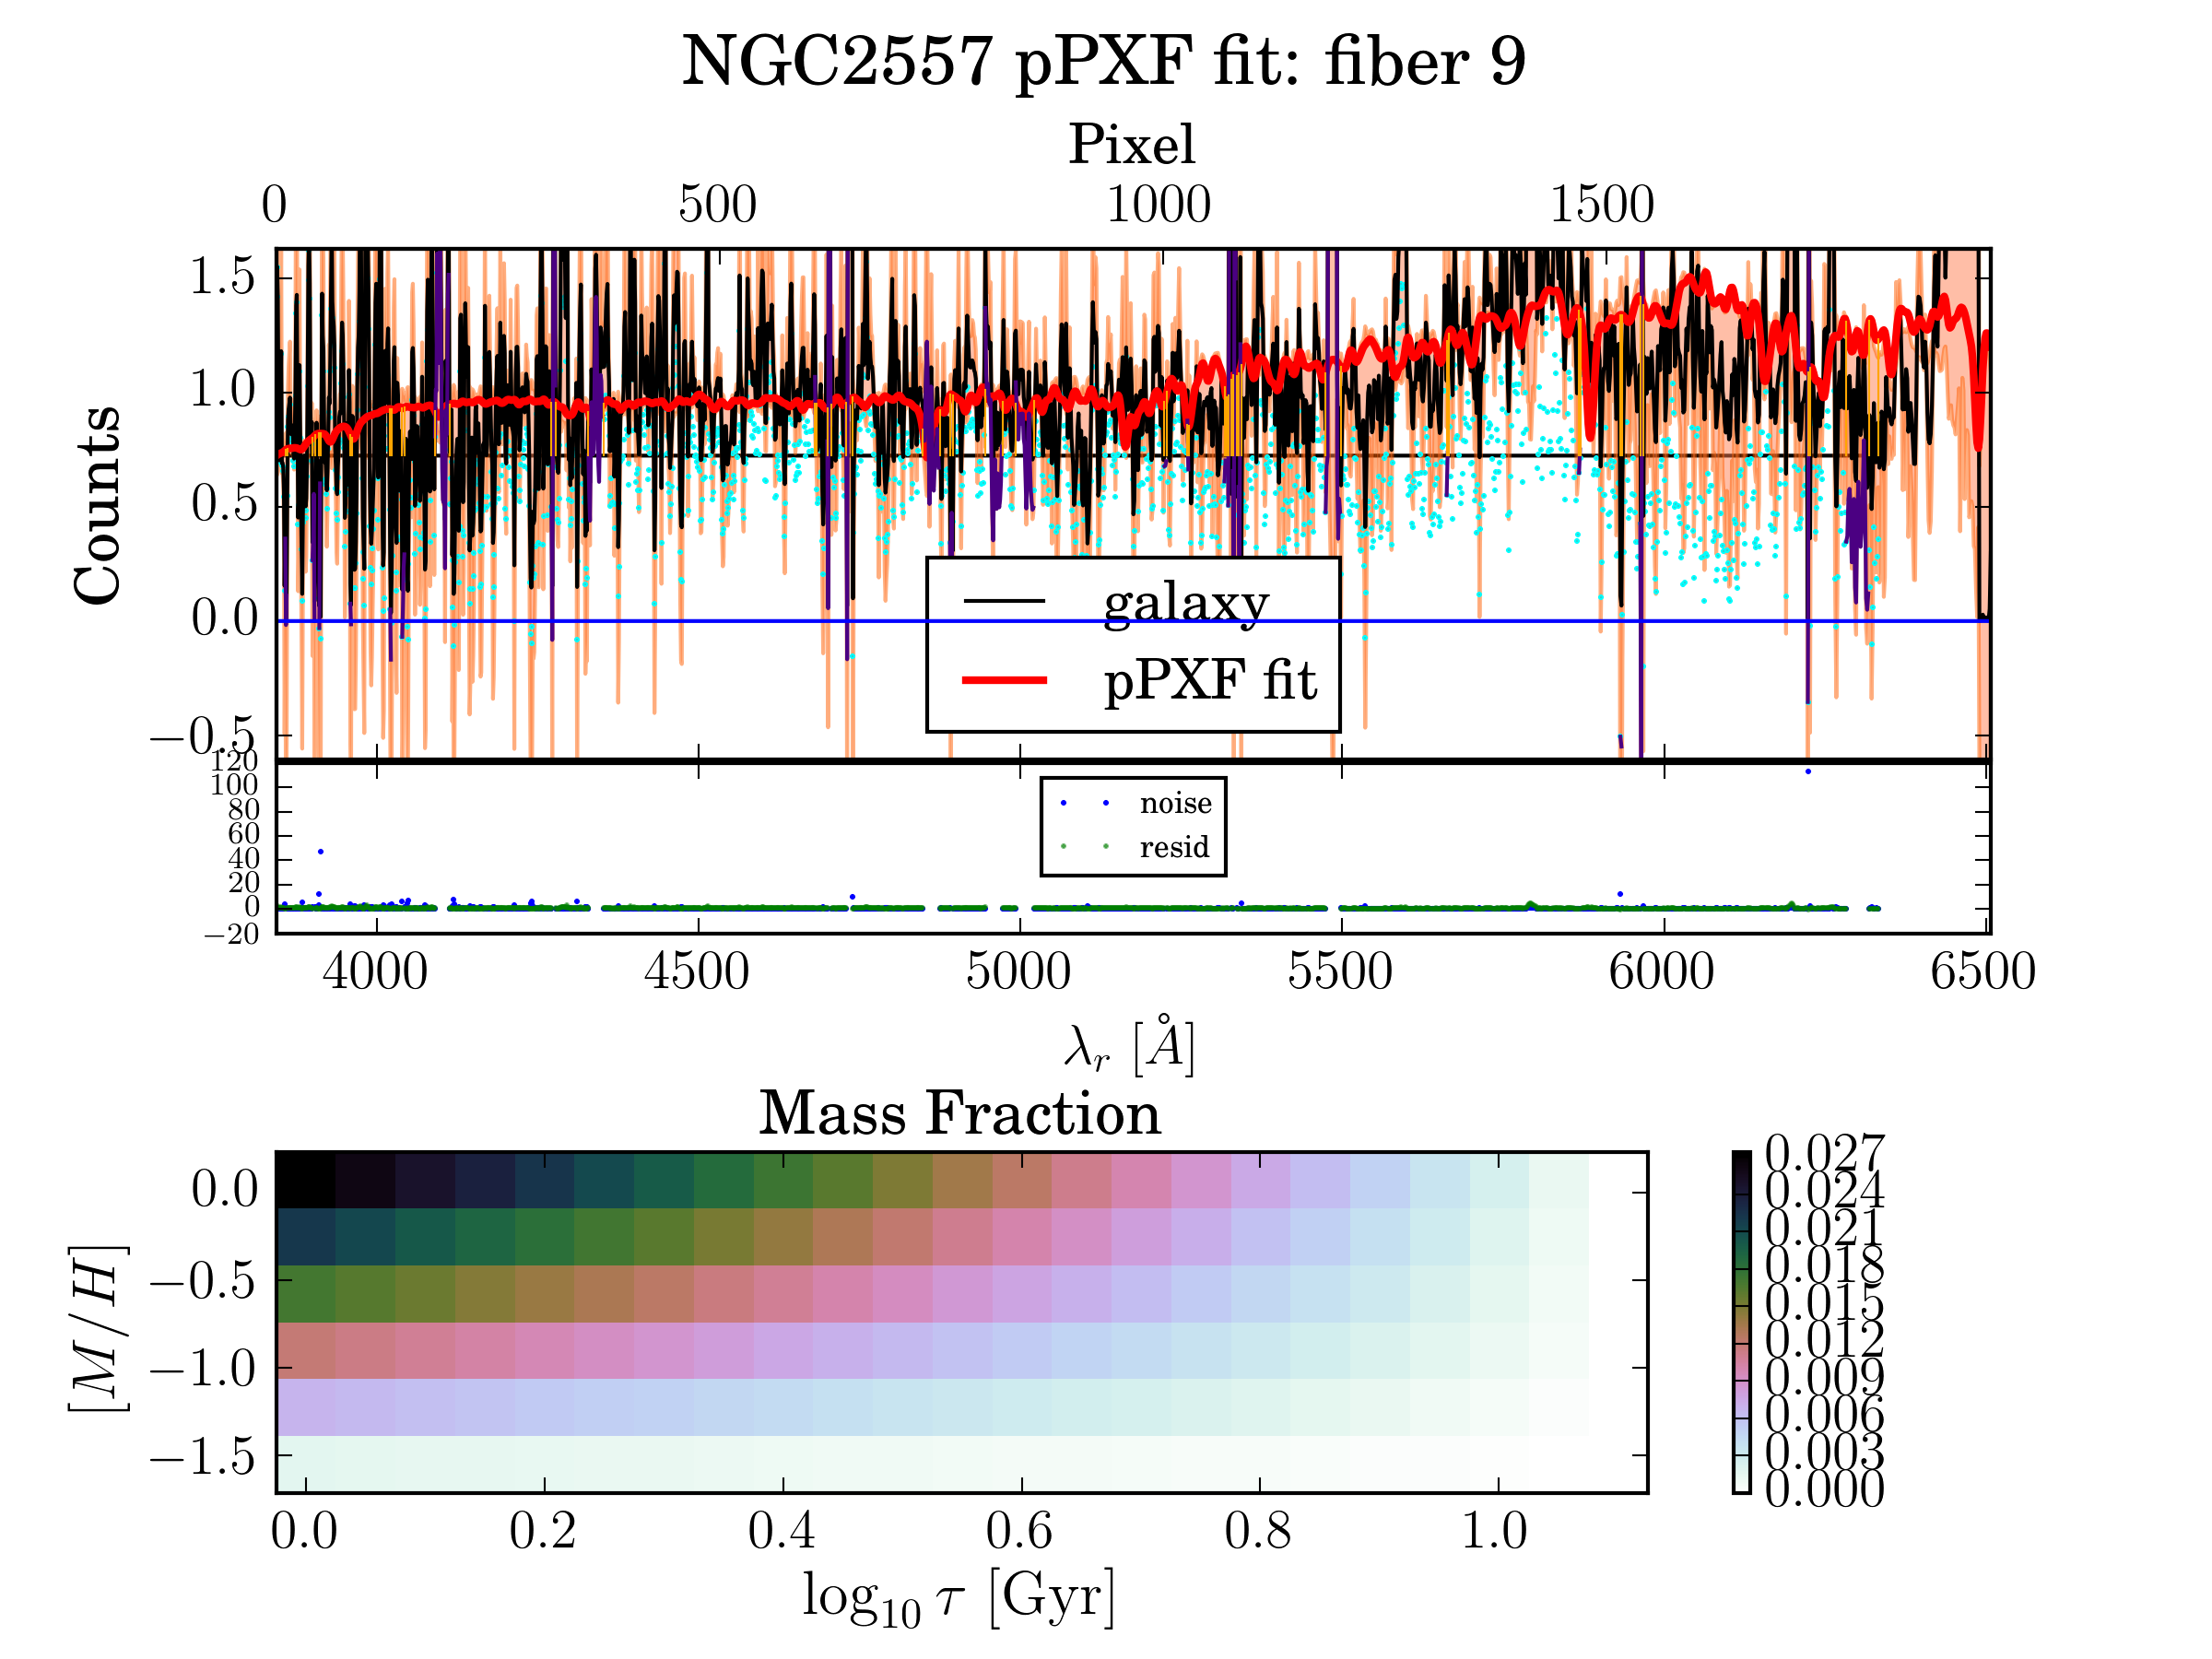 NGC2557 pPXF fit: fiber 9
Pixel
0 500 1000 1500
Counts
1.5
1.0
0.5
0.0
−0.5
galaxy
pPXF fit
120
100
80
60
40
20
0
−20
noise
resid
4000 4500 5000 5500 6000 6500
λr [Å]
Mass Fraction
[M/H]
0.0
−0.5
−1.0
−1.5
0.027
0.024
0.021
0.018
0.015
0.012
0.009
0.006
0.003
0.000
0.0 0.2 0.4 0.6 0.8 1.0
log10 τ [Gyr]